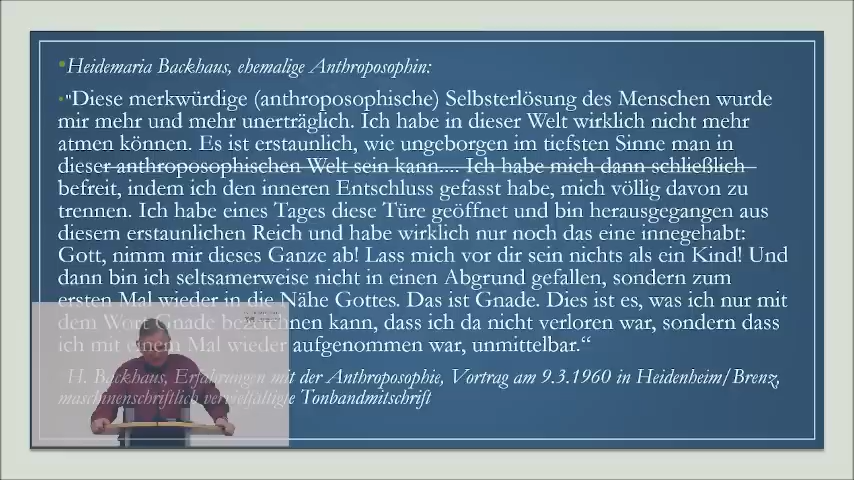 Heidemaria Backhaus, ehemalige Anthroposophin:
"Diese merkwürdige (anthroposophische) Selbsterlösung des Menschen wurde
mir mehr und mehr unerträglich. Ich habe in dieser Welt wirklich nicht mehr
atmen können. Es ist erstaunlich, wie ungeborgen im tiefsten Sinne man in
dieser anthroposophischen Welt sein kann.... Ich habe mich dann schließlich
befreit, indem ich den inneren Entschluss gefasst habe, mich völlig davon zu
trennen. Ich habe eines Tages diese Türe geöffnet und bin herausgegangen aus
diesem erstaunlichen Reich und habe wirklich nur noch das eine innegehabt:
Gott, nimm mir dieses Ganze ab! Lass mich vor dir sein nichts als ein Kind! Und
dann bin ich seltsamerweise nicht in einen Abgrund gefallen, sondern zum
ersten Mal wieder in die Nähe Gottes. Das ist Gnade. Dies ist es, was ich nur mit
dem Wort Gnade bezeichnen kann, dass ich da nicht verloren war, sondern dass
ich mit einem Mal wieder aufgenommen war, unmittelbar.“
H. Backhaus, Erfahrungen mit der Anthroposophie, Vortrag am 9.3.1960 in Heidenheim/Brenz,
maschinenschriftlich vervielfältigte Tonbandmitschrift